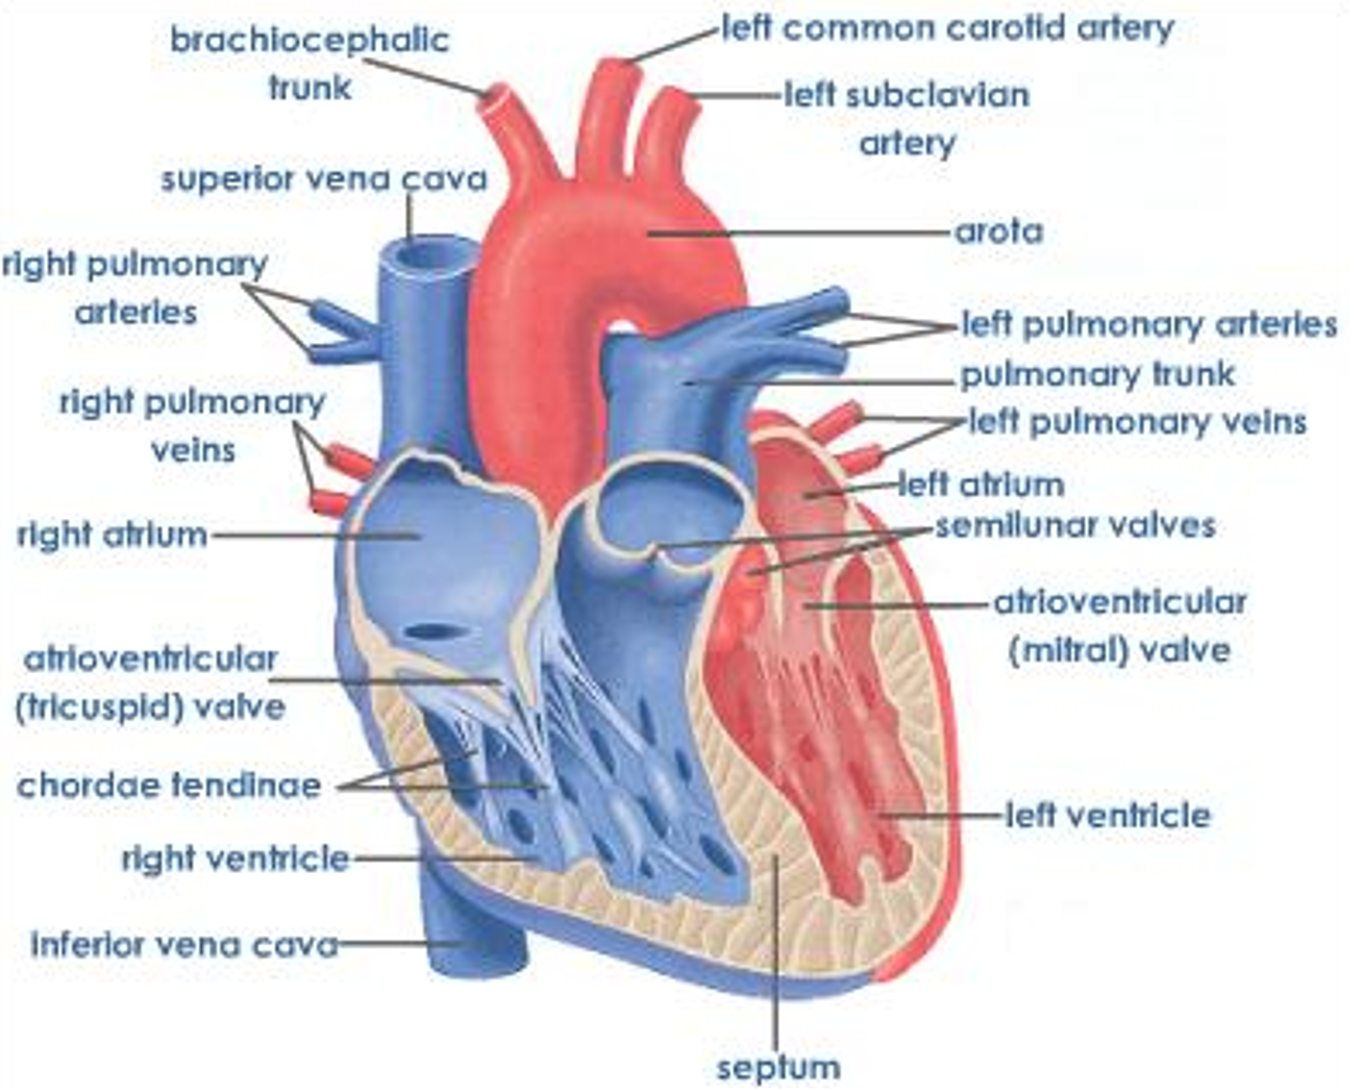 brachiocephalic
trunk
left common carotid artery
left subclavian
artery
superior vena cava
arota
right pulmonary
arteries
left pulmonary arteries
pulmonary trunk
right pulmonary
veins
left pulmonary veins
left atrium
semilunar valves
right atrium
atrioventricular
(mitral) valve
atrioventricular
(tricuspid) valve
chordae tendinae
left ventricle
right ventricle
inferior vena cava
septum